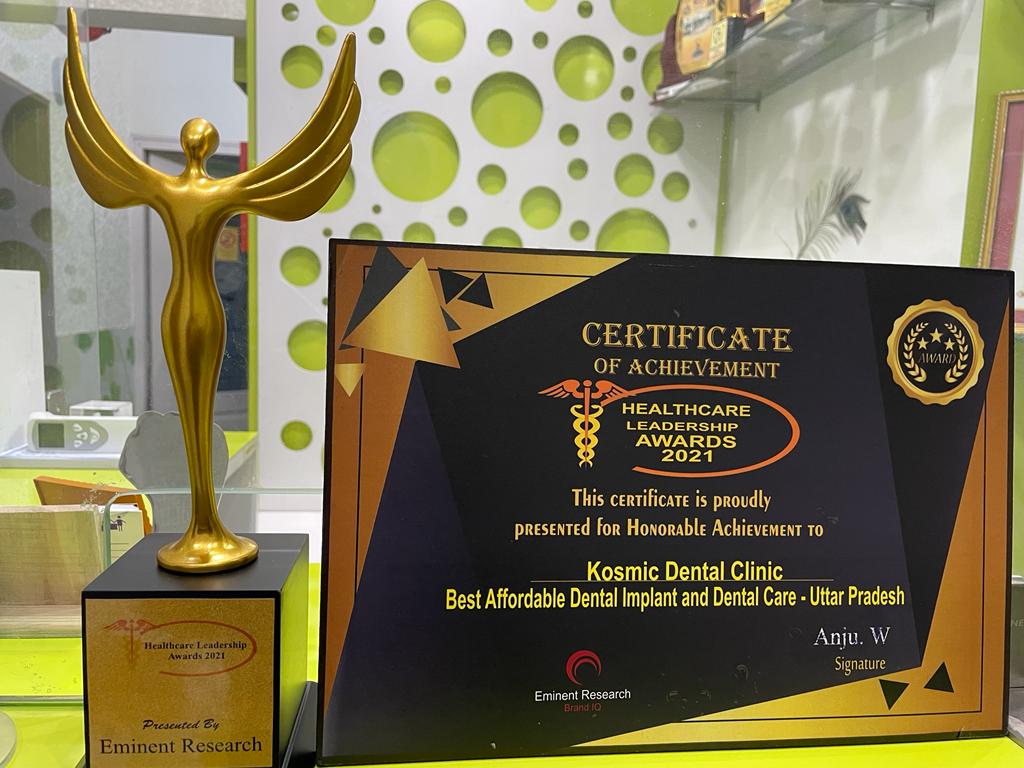 CERTIFICATE
OF ACHIEVEMENT
AWARD
HEALTHCARE
LEADERSHIP
AWARDS
2021
This certificate is proudly
presented for Honorable Achievement to
Kosmic Dental Clinic
Best Affordable Dental Implant and Dental Care - Uttar Pradesh
Anju. W
Signature
Eminent Research
Brand IQ
Healthcare Leadership
Awards 2021
Presented By
Eminent Research